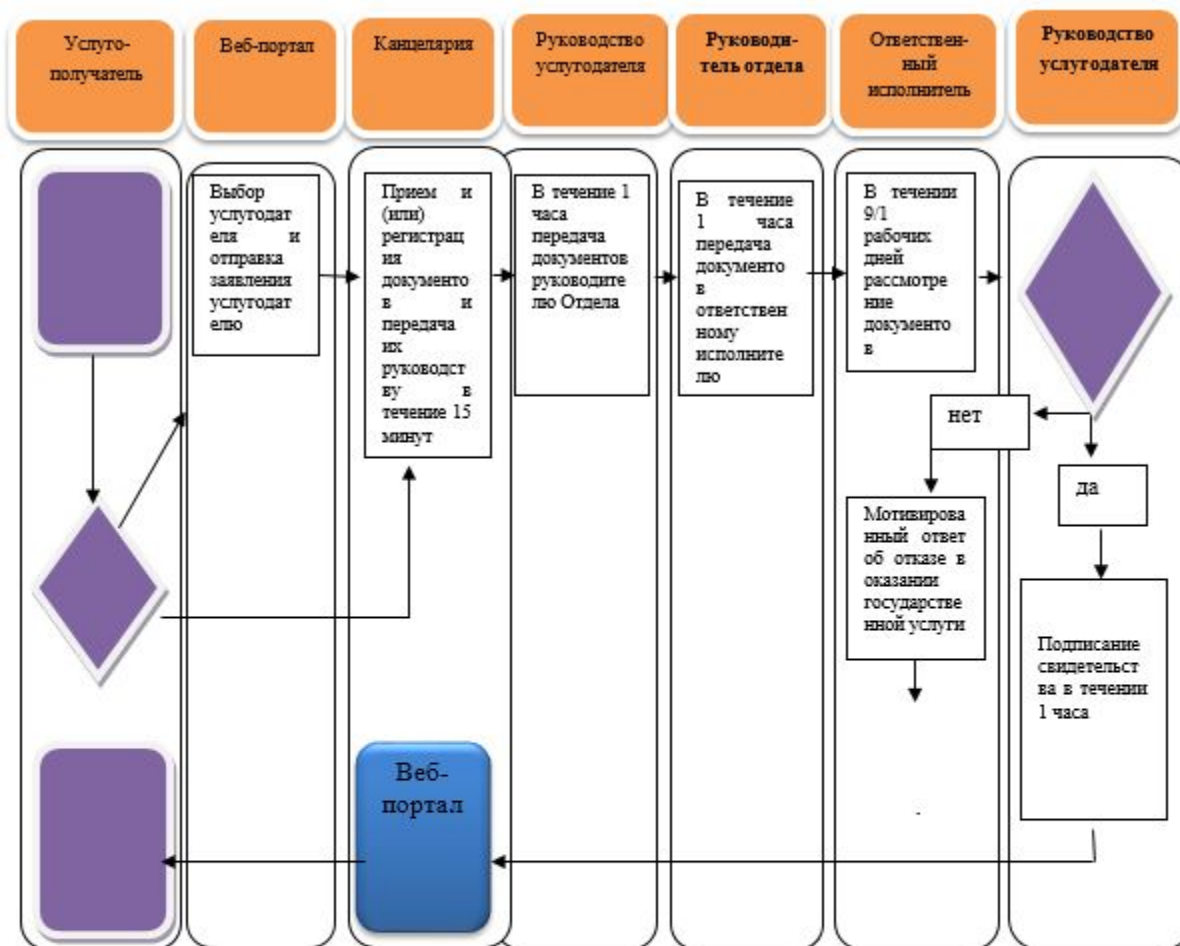 Услуго-
получатель
Веб-портал
Канцелярия
Руководство
услугодателя
Руководи-
тель отдела
Ответствен-
ный
исполнитель
Руководство
услугодателя
Выбор
услугодат
еля и
отправка
заявления
услугодат
елю
Прием и
(или)
регистрац
ия
документо
в и
передача
их
руководст
ву в
течение 15
минут
В течение 1
часа
передача
документов
руководите
лю Отдела
В течение
1 часа
передача
документо
в
ответствен
ному
исполните
лю
В течении
9/1
рабочих
дней
рассмотре
ние
документо
в
нет
да
Мотивирова
нный ответ
об отказе в
оказании
государстве
нной услуги
Подписание
свидетельст
ва в течении
1 часа
Веб-
портал